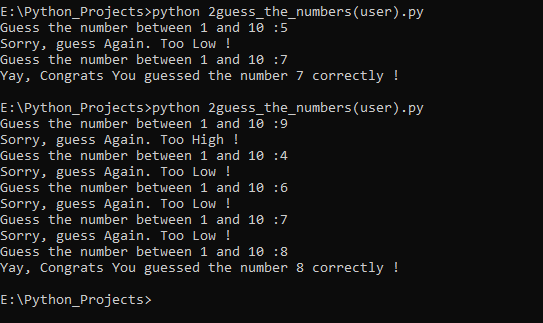 E:\Python_Projects>python 2guess_the_numbers(user).py
Guess the number between 1 and 10 :5
Sorry, guess Again. Too Low !
Guess the number between 1 and 10 :7
Yay, Congrats You guessed the number 7 correctly !
E:\Python_Projects>python 2guess_the_numbers(user).py
Guess the number between 1 and 10 :9
Sorry, guess Again. Too High !
Guess the number between 1 and 10 :4
Sorry, guess Again. Too Low !
Guess the number between 1 and 10 :6
Sorry, guess Again. Too Low !
Guess the number between 1 and 10 :7
Sorry, guess Again. Too Low !
Guess the number between 1 and 10 :8
Yay, Congrats You guessed the number 8 correctly !
E:\Python_Projects>